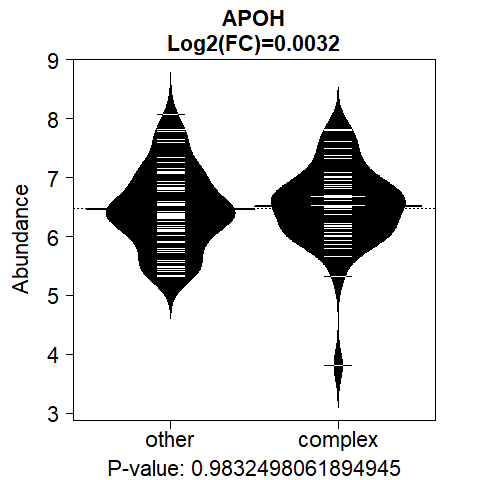 APOH
Log2(FC)=0.0032
9
8
7
6
5
4
3
Abundance
other complex
P-value: 0.9832498061894945